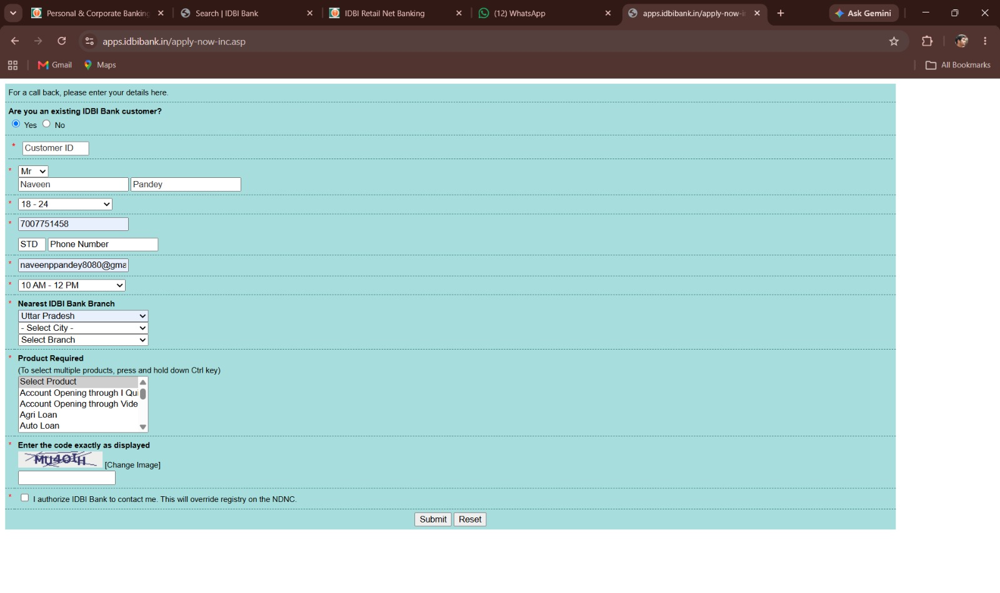 Personal & Corporate Banking
Search | IDBI Bank
IDBI Retail Net Banking
(12) WhatsApp
apps.idbibank.in/apply-now-in
Ask Gemini
apps.idbibank.in/apply-now-inc.asp
Gmail
Maps
All Bookmarks
For a call back, please enter your details here.
Are you an existing IDBI Bank customer?
Yes No
* Customer ID
* Mr
Naveen Pandey
* 18 - 24
* 7007751458
STD Phone Number
* naveenppandey8080@gma
* 10 AM - 12 PM
* Nearest IDBI Bank Branch
Uttar Pradesh
- Select City -
Select Branch
* Product Required
(To select multiple products, press and hold down Ctrl key)
Select Product
Account Opening through I Qui
Account Opening through Vide
Agri Loan
Auto Loan
* Enter the code exactly as displayed
MU4OIH [Change Image]
* I authorize IDBI Bank to contact me. This will override registry on the NDNC.
Submit Reset